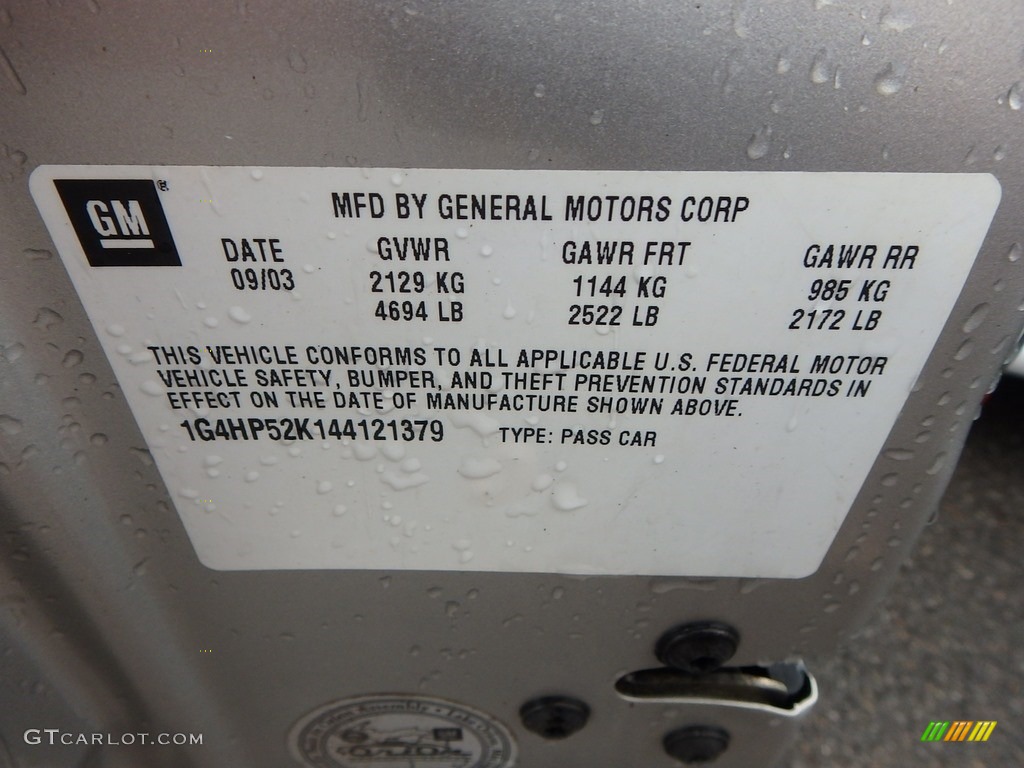 GM ®
MFD BY GENERAL MOTORS CORP
DATE GVWR GAWR FRT GAWR RR
09/03 2129 KG 1144 KG 985 KG
4694 LB 2522 LB 2172 LB
THIS VEHICLE CONFORMS TO ALL APPLICABLE U.S. FEDERAL MOTOR
VEHICLE SAFETY, BUMPER, AND THEFT PREVENTION STANDARDS IN
EFFECT ON THE DATE OF MANUFACTURE SHOWN ABOVE.
1G4HP52K144121379 TYPE: PASS CAR
Assembly
GTCARLOT.COM